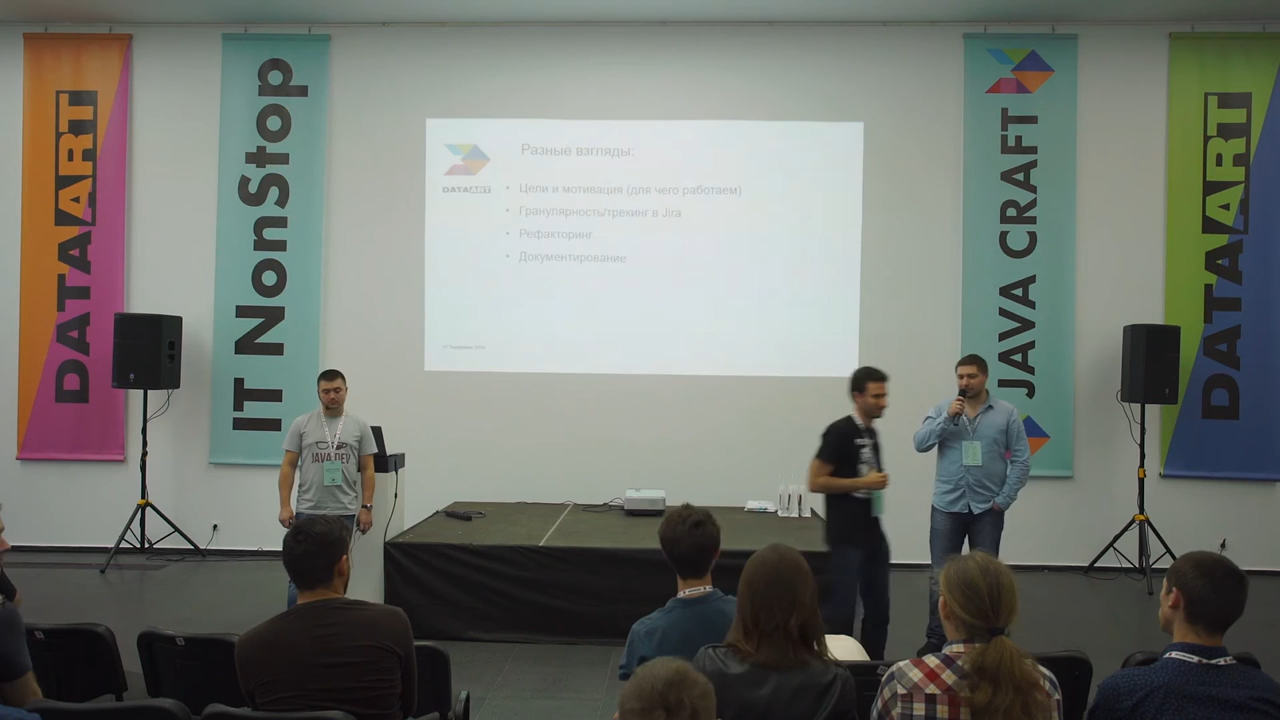 DATAART
IT NonStop
DATAART
Разные взгляды:
• Цели и мотивация (для чего работаем)
• Гранулярность/трекинг в Jira
• Рефакторинг
• Документирование
JAVA CRAFT
DATAART
JAVA DEV